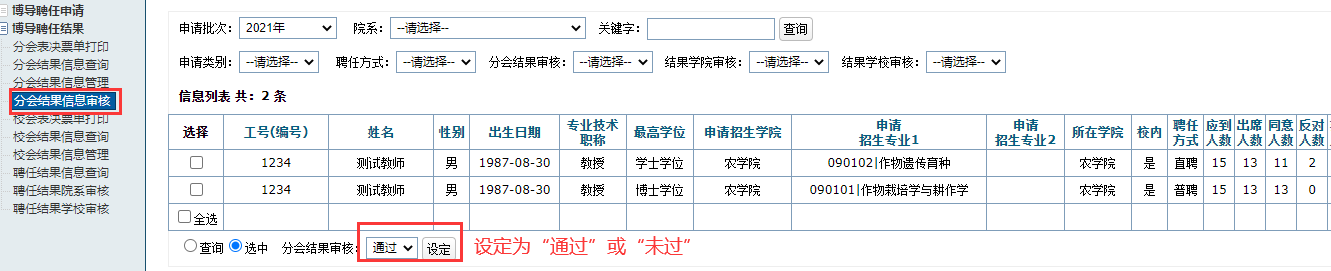 博导聘任申请
博导聘任结果
分会表决票单打印
分会结果信息查询
分会结果信息管理
分会结果信息审核
校会表决票单打印
校会结果信息查询
校会结果信息管理
聘任结果信息查询
聘任结果院系审核
聘任结果学校审核
申请批次: 2021年 院系: --请选择-- 关键字: 查询
申请类别: --请选择-- 聘任方式: --请选择-- 分会结果审核: --请选择-- 结果学院审核: --请选择-- 结果学校审核: --请选择--
信息列表 共: 2 条
选择 工号(编号) 姓名 性别 出生日期 专业技术职称 最高学位 申请招生学院 申请招生专业1 申请招生专业2 所在学院 校内 聘任方式 应到人数 出席人数 同意人数 反对人数
1234 测试教师 男 1987-08-30 教授 学士学位 农学院 090102|作物遗传育种 农学院 是 直聘 15 13 11 2
1234 测试教师 男 1987-08-30 教授 博士学位 农学院 090101|作物栽培学与耕作学 农学院 是 普聘 15 13 13 0
全选
查询 选中 分会结果审核: 通过 设定 设定为“通过”或“未过”